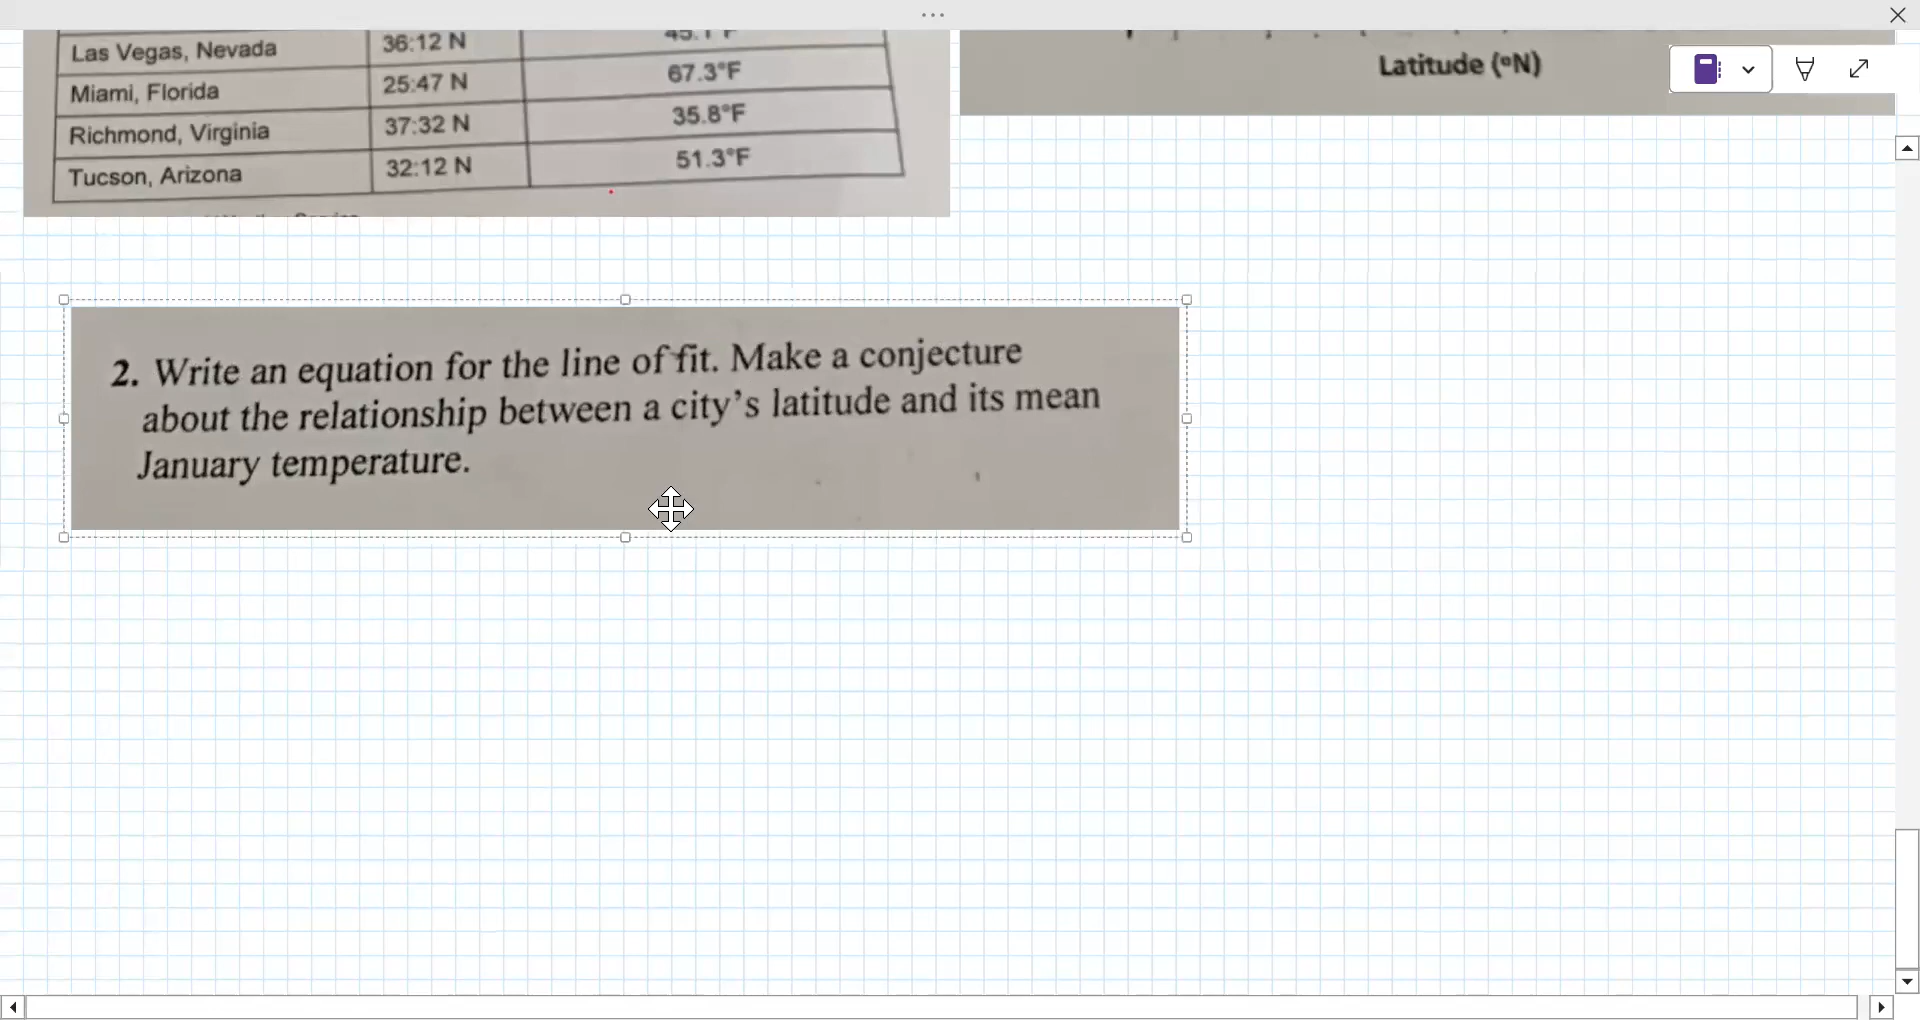 Las Vegas, Nevada 36:12 N
Miami, Florida 25:47 N 67.3°F
Richmond, Virginia 37:32 N 35.8°F
Tucson, Arizona 32:12 N 51.3°F
Latitude (°N)
2. Write an equation for the line of fit. Make a conjecture
about the relationship between a city's latitude and its mean
January temperature.